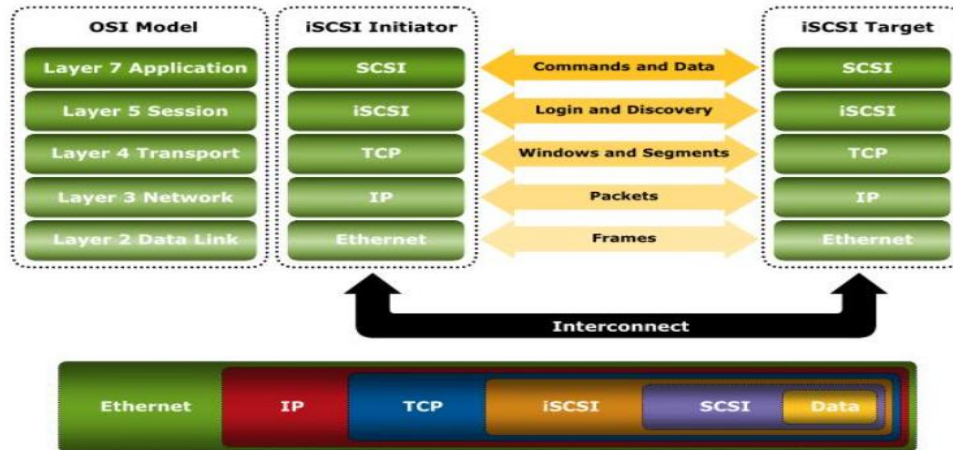 OSI Model iSCSI Initiator iSCSI Target
Layer 7 Application SCSI Commands and Data SCSI
Layer 5 Session iSCSI Login and Discovery iSCSI
Layer 4 Transport TCP Windows and Segments TCP
Layer 3 Network IP Packets IP
Layer 2 Data Link Ethernet Frames Ethernet
Interconnect
Ethernet IP TCP iSCSI SCSI Data